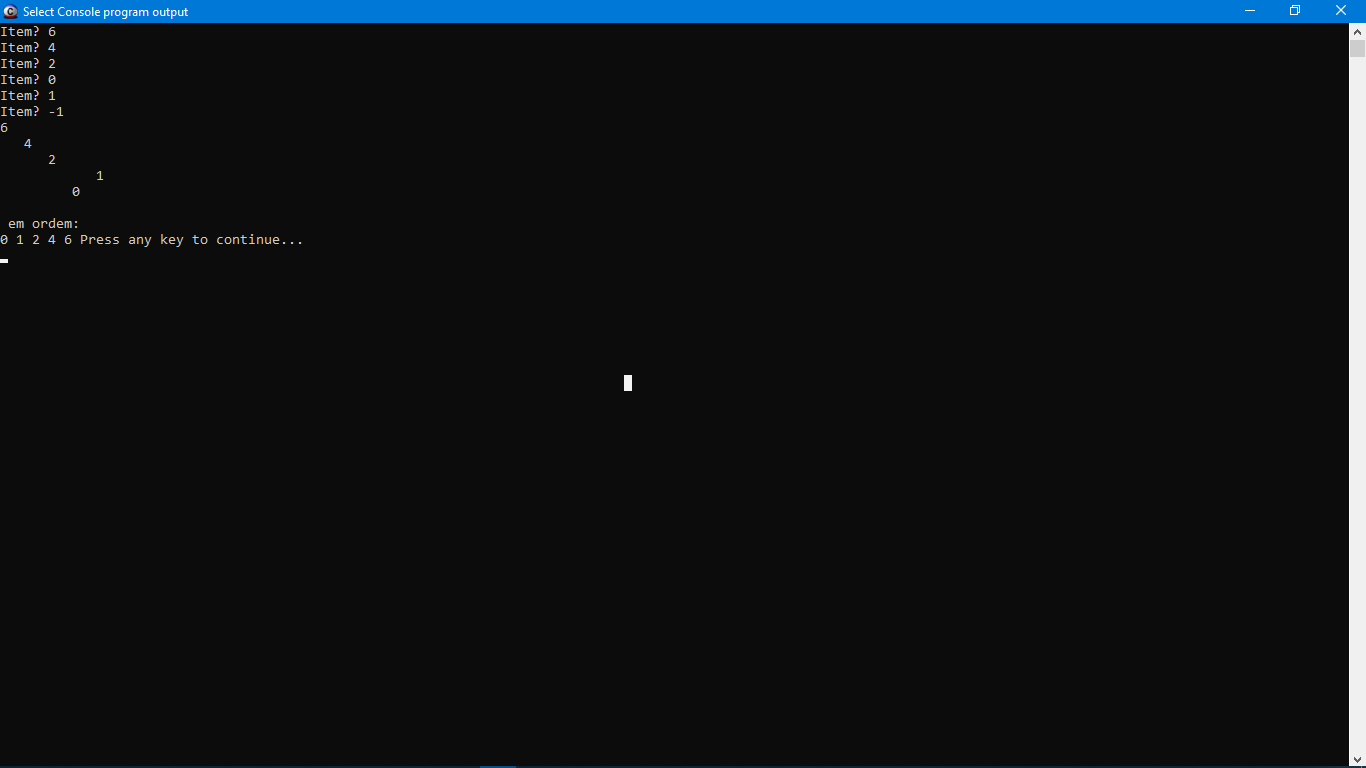 Select Console program output
Item? 6
Item? 4
Item? 2
Item? 0
Item? 1
Item? -1
6
   4
      2
            1
         0
 em ordem:
0 1 2 4 6 Press any key to continue...